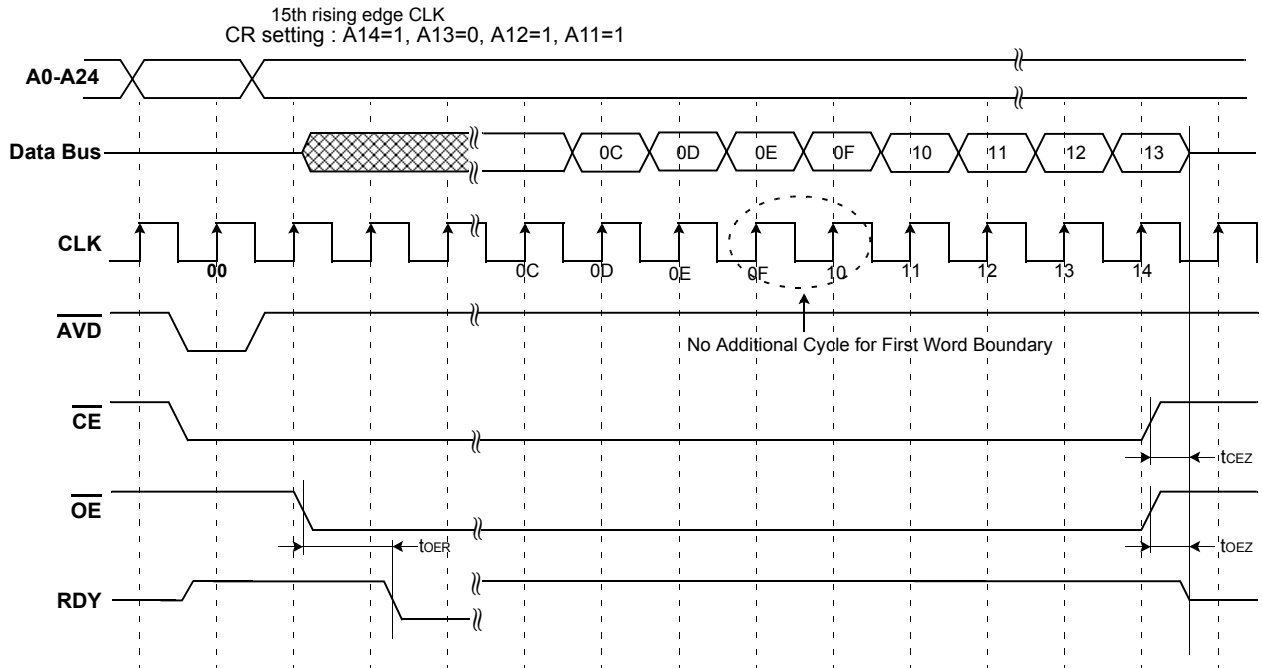 15th rising edge CLK
CR setting : A14=1, A13=0, A12=1, A11=1
A0-A24
Data Bus
0C 0D 0E 0F 10 11 12 13
CLK
00 0C 0D 0E 0F 10 11 12 13 14
AVD
No Additional Cycle for First Word Boundary
CE
tCEZ
OE
tOER
tOEZ
RDY